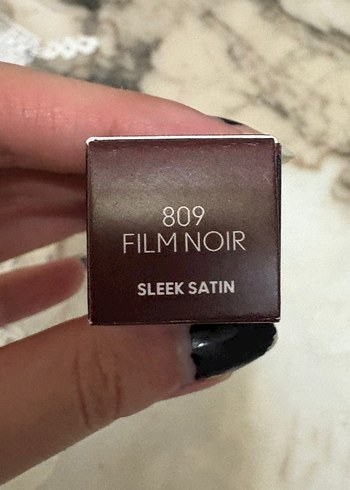 809
FILM NOIR
SLEEK SATIN